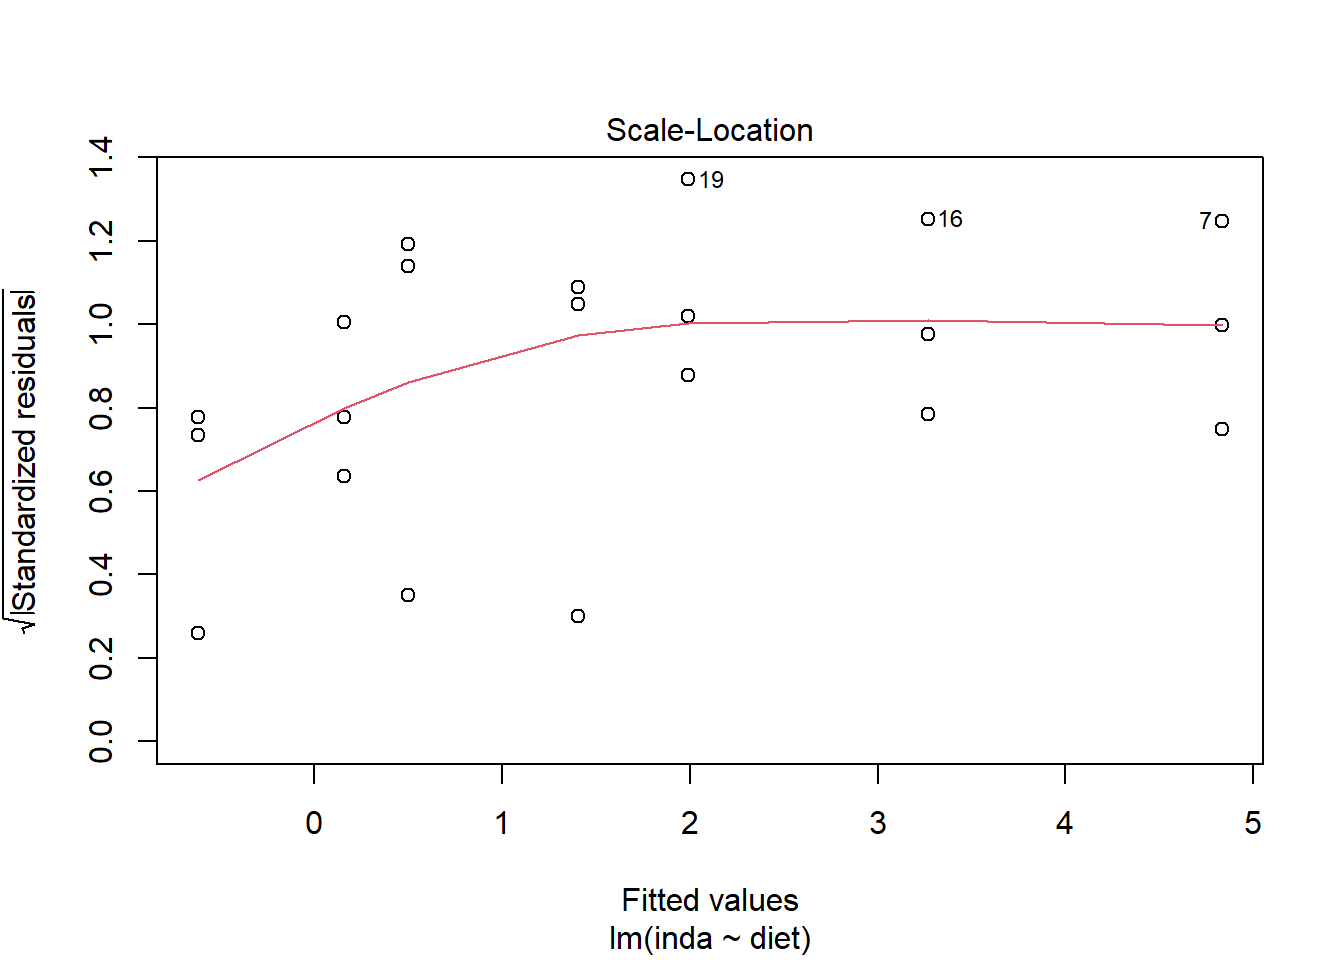 Scale-Location
√|Standardized residuals|
1.4
1.2
1.0
0.8
0.6
0.4
0.2
0.0
19
16
7
0 1 2 3 4 5
Fitted values
lm(inda ~ diet)